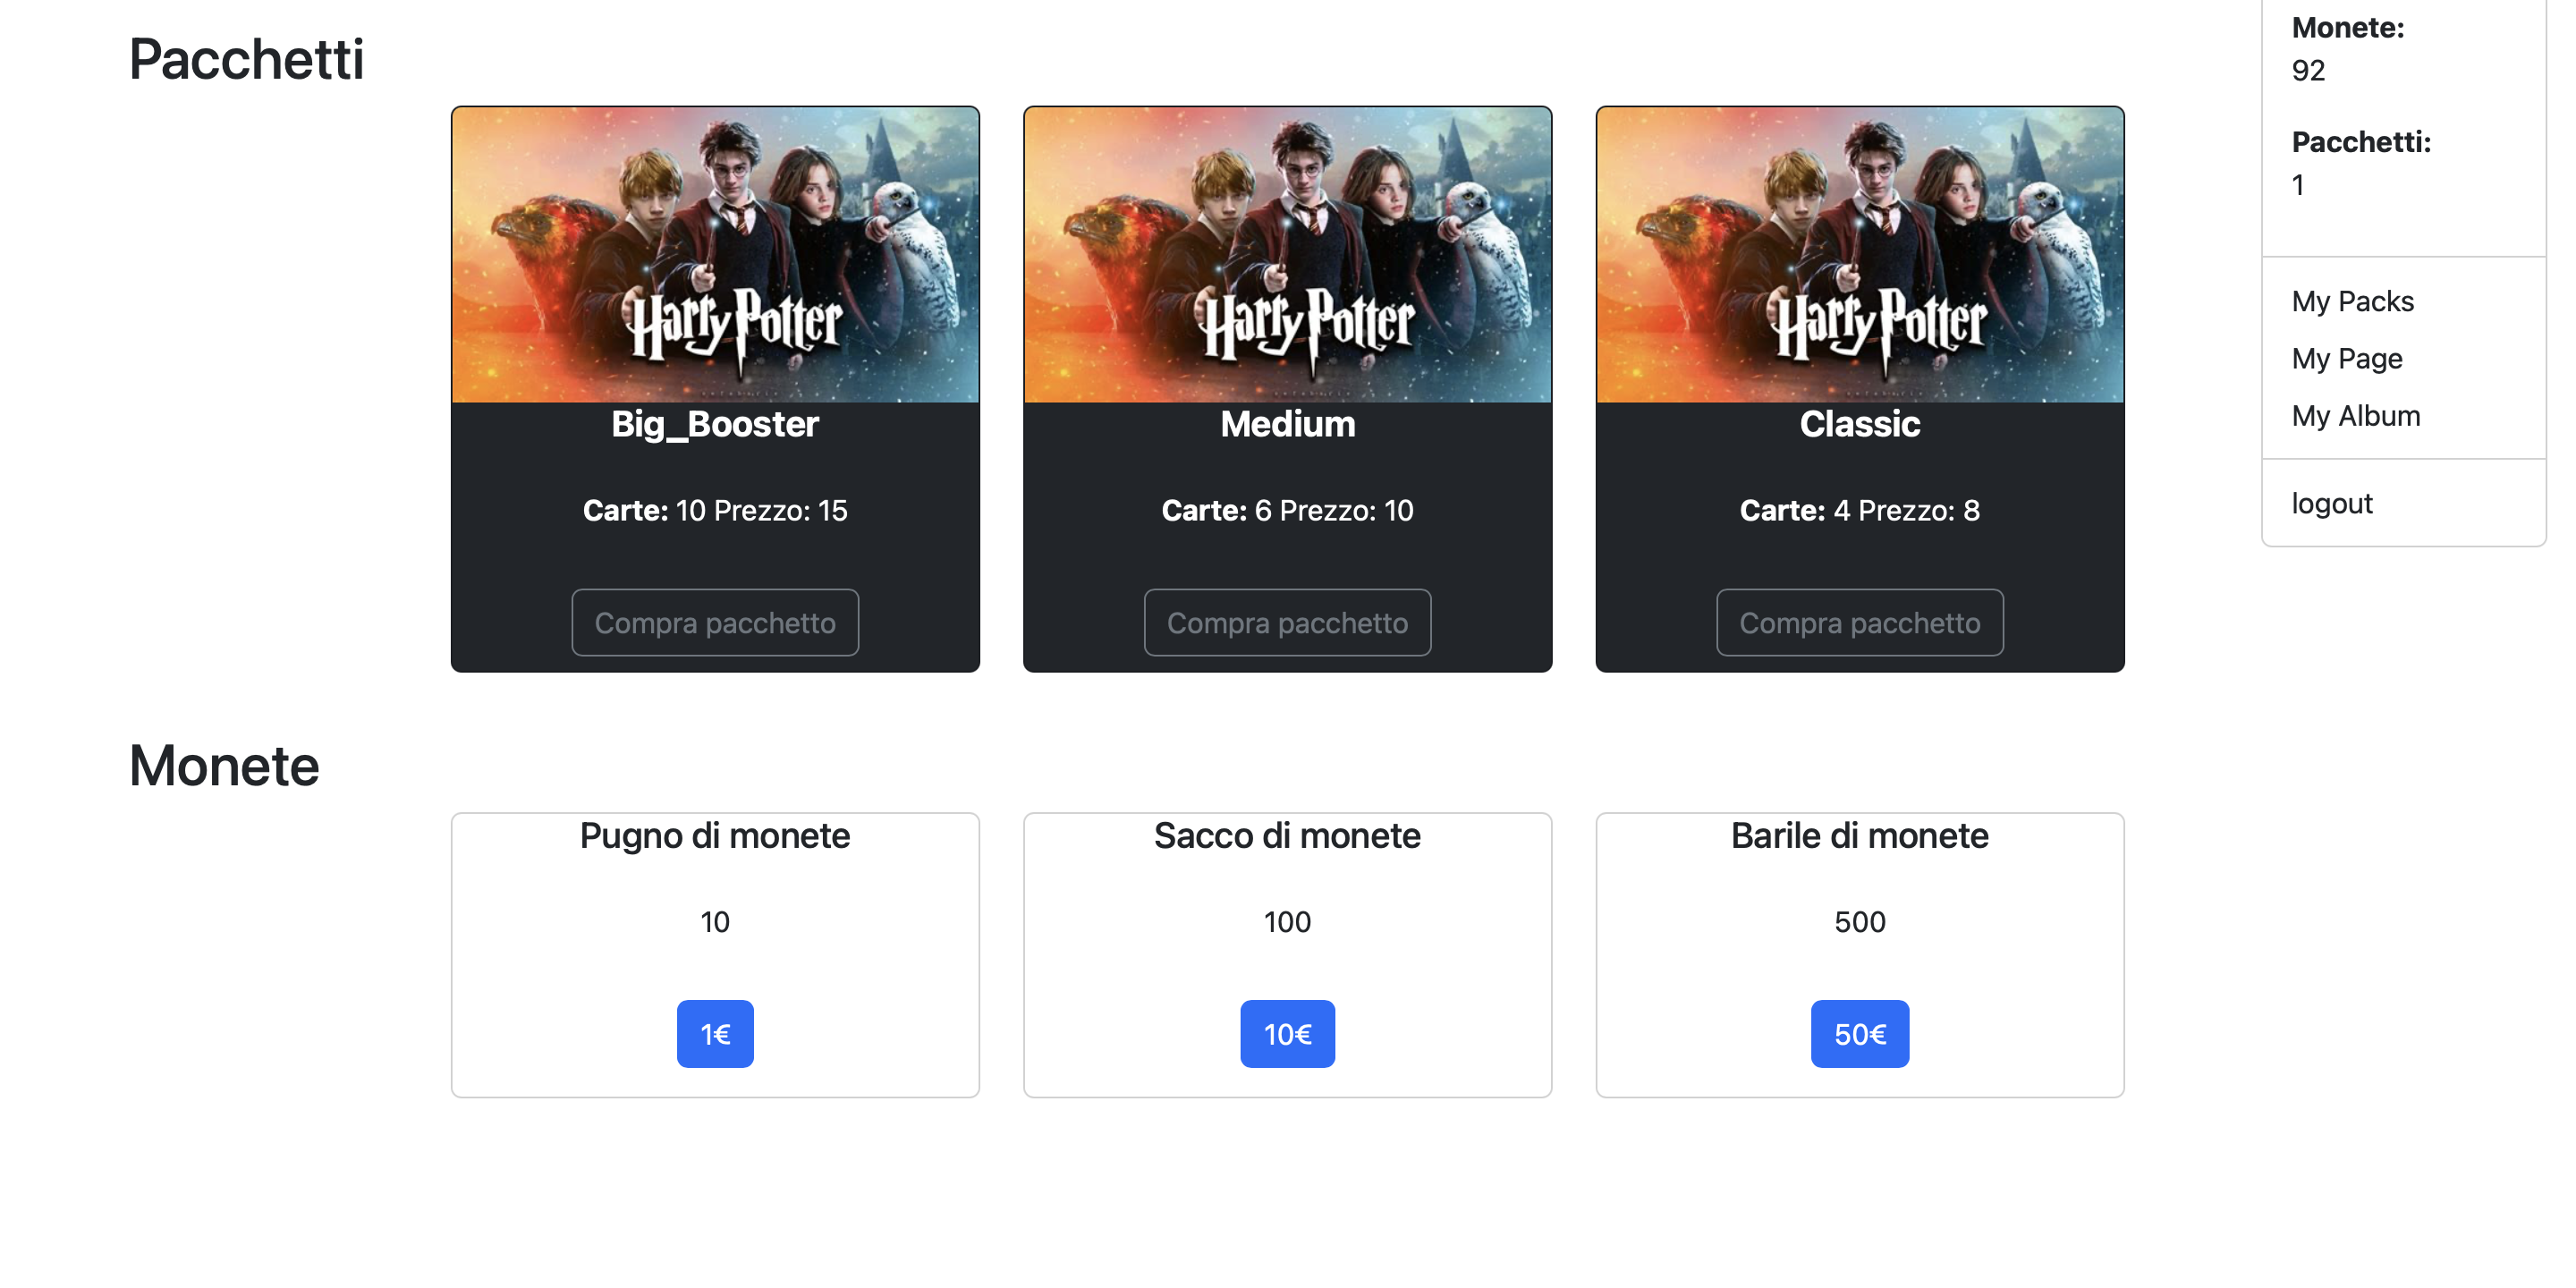 Pacchetti
Harry Potter
Big_Booster
Carte: 10 Prezzo: 15
Compra pacchetto
Harry Potter
Medium
Carte: 6 Prezzo: 10
Compra pacchetto
Harry Potter
Classic
Carte: 4 Prezzo: 8
Compra pacchetto
Monete
Pugno di monete
10
1€
Sacco di monete
100
10€
Barile di monete
500
50€
Monete:
92
Pacchetti:
1
My Packs
My Page
My Album
logout